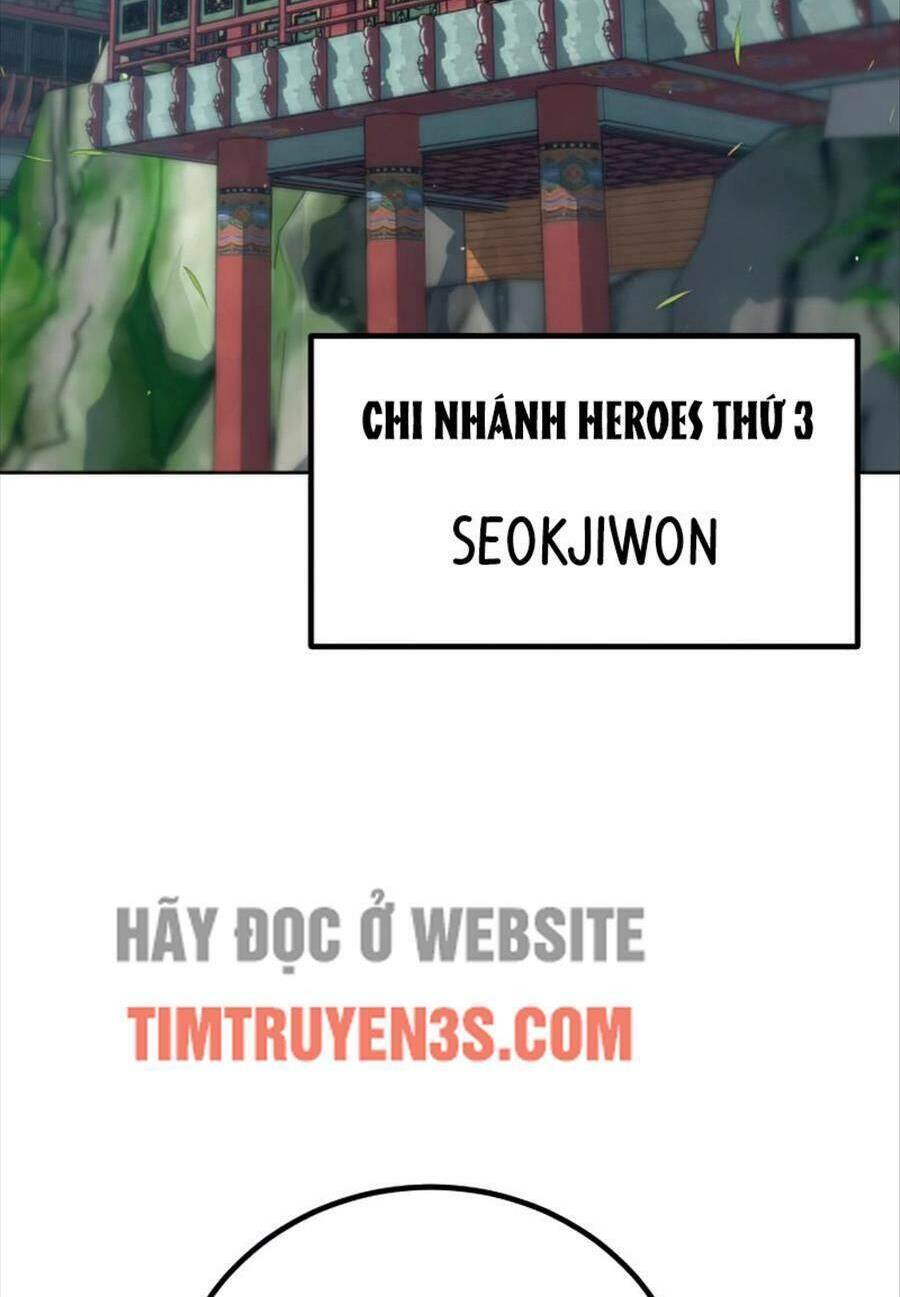 CHI NHÁNH HEROES THỨ 3
SEOKJIWON
HÃY ĐỌC Ở WEBSITE
TIMTRUYEN3S.COM